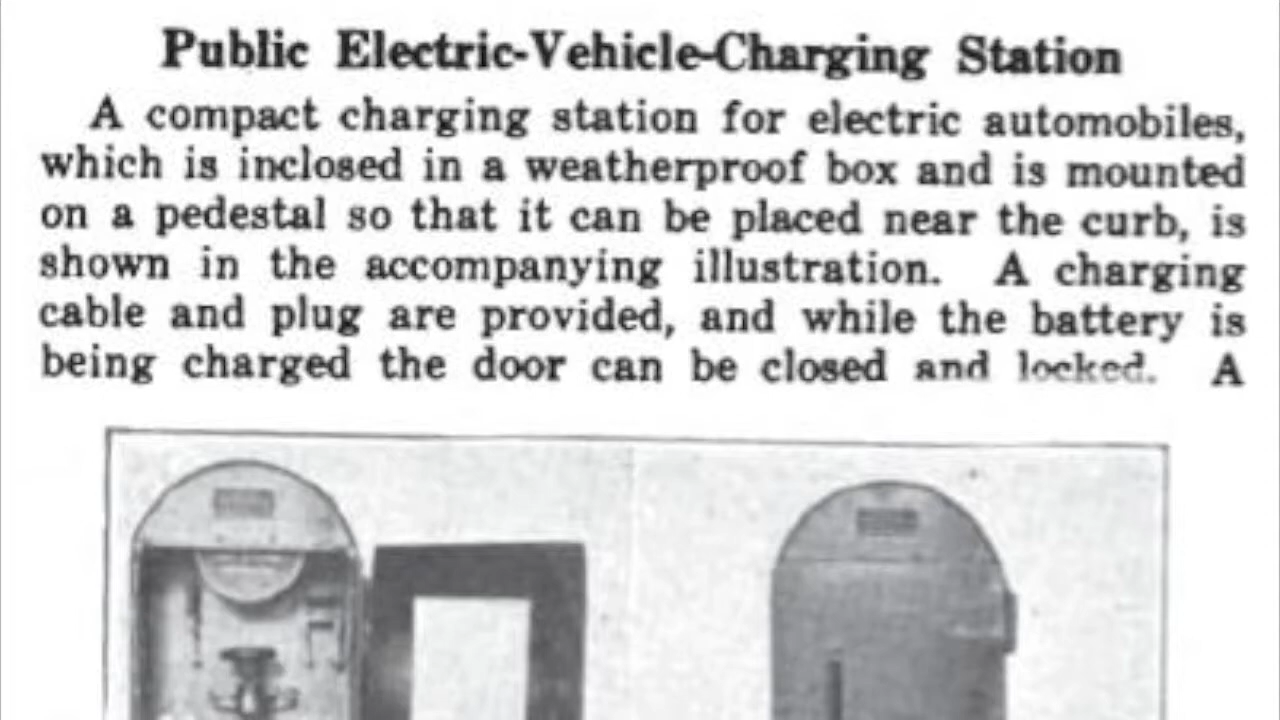 Public Electric-Vehicle-Charging Station
A compact charging station for electric automobiles,
which is inclosed in a weatherproof box and is mounted
on a pedestal so that it can be placed near the curb, is
shown in the accompanying illustration. A charging
cable and plug are provided, and while the battery is
being charged the door can be closed and locked. A